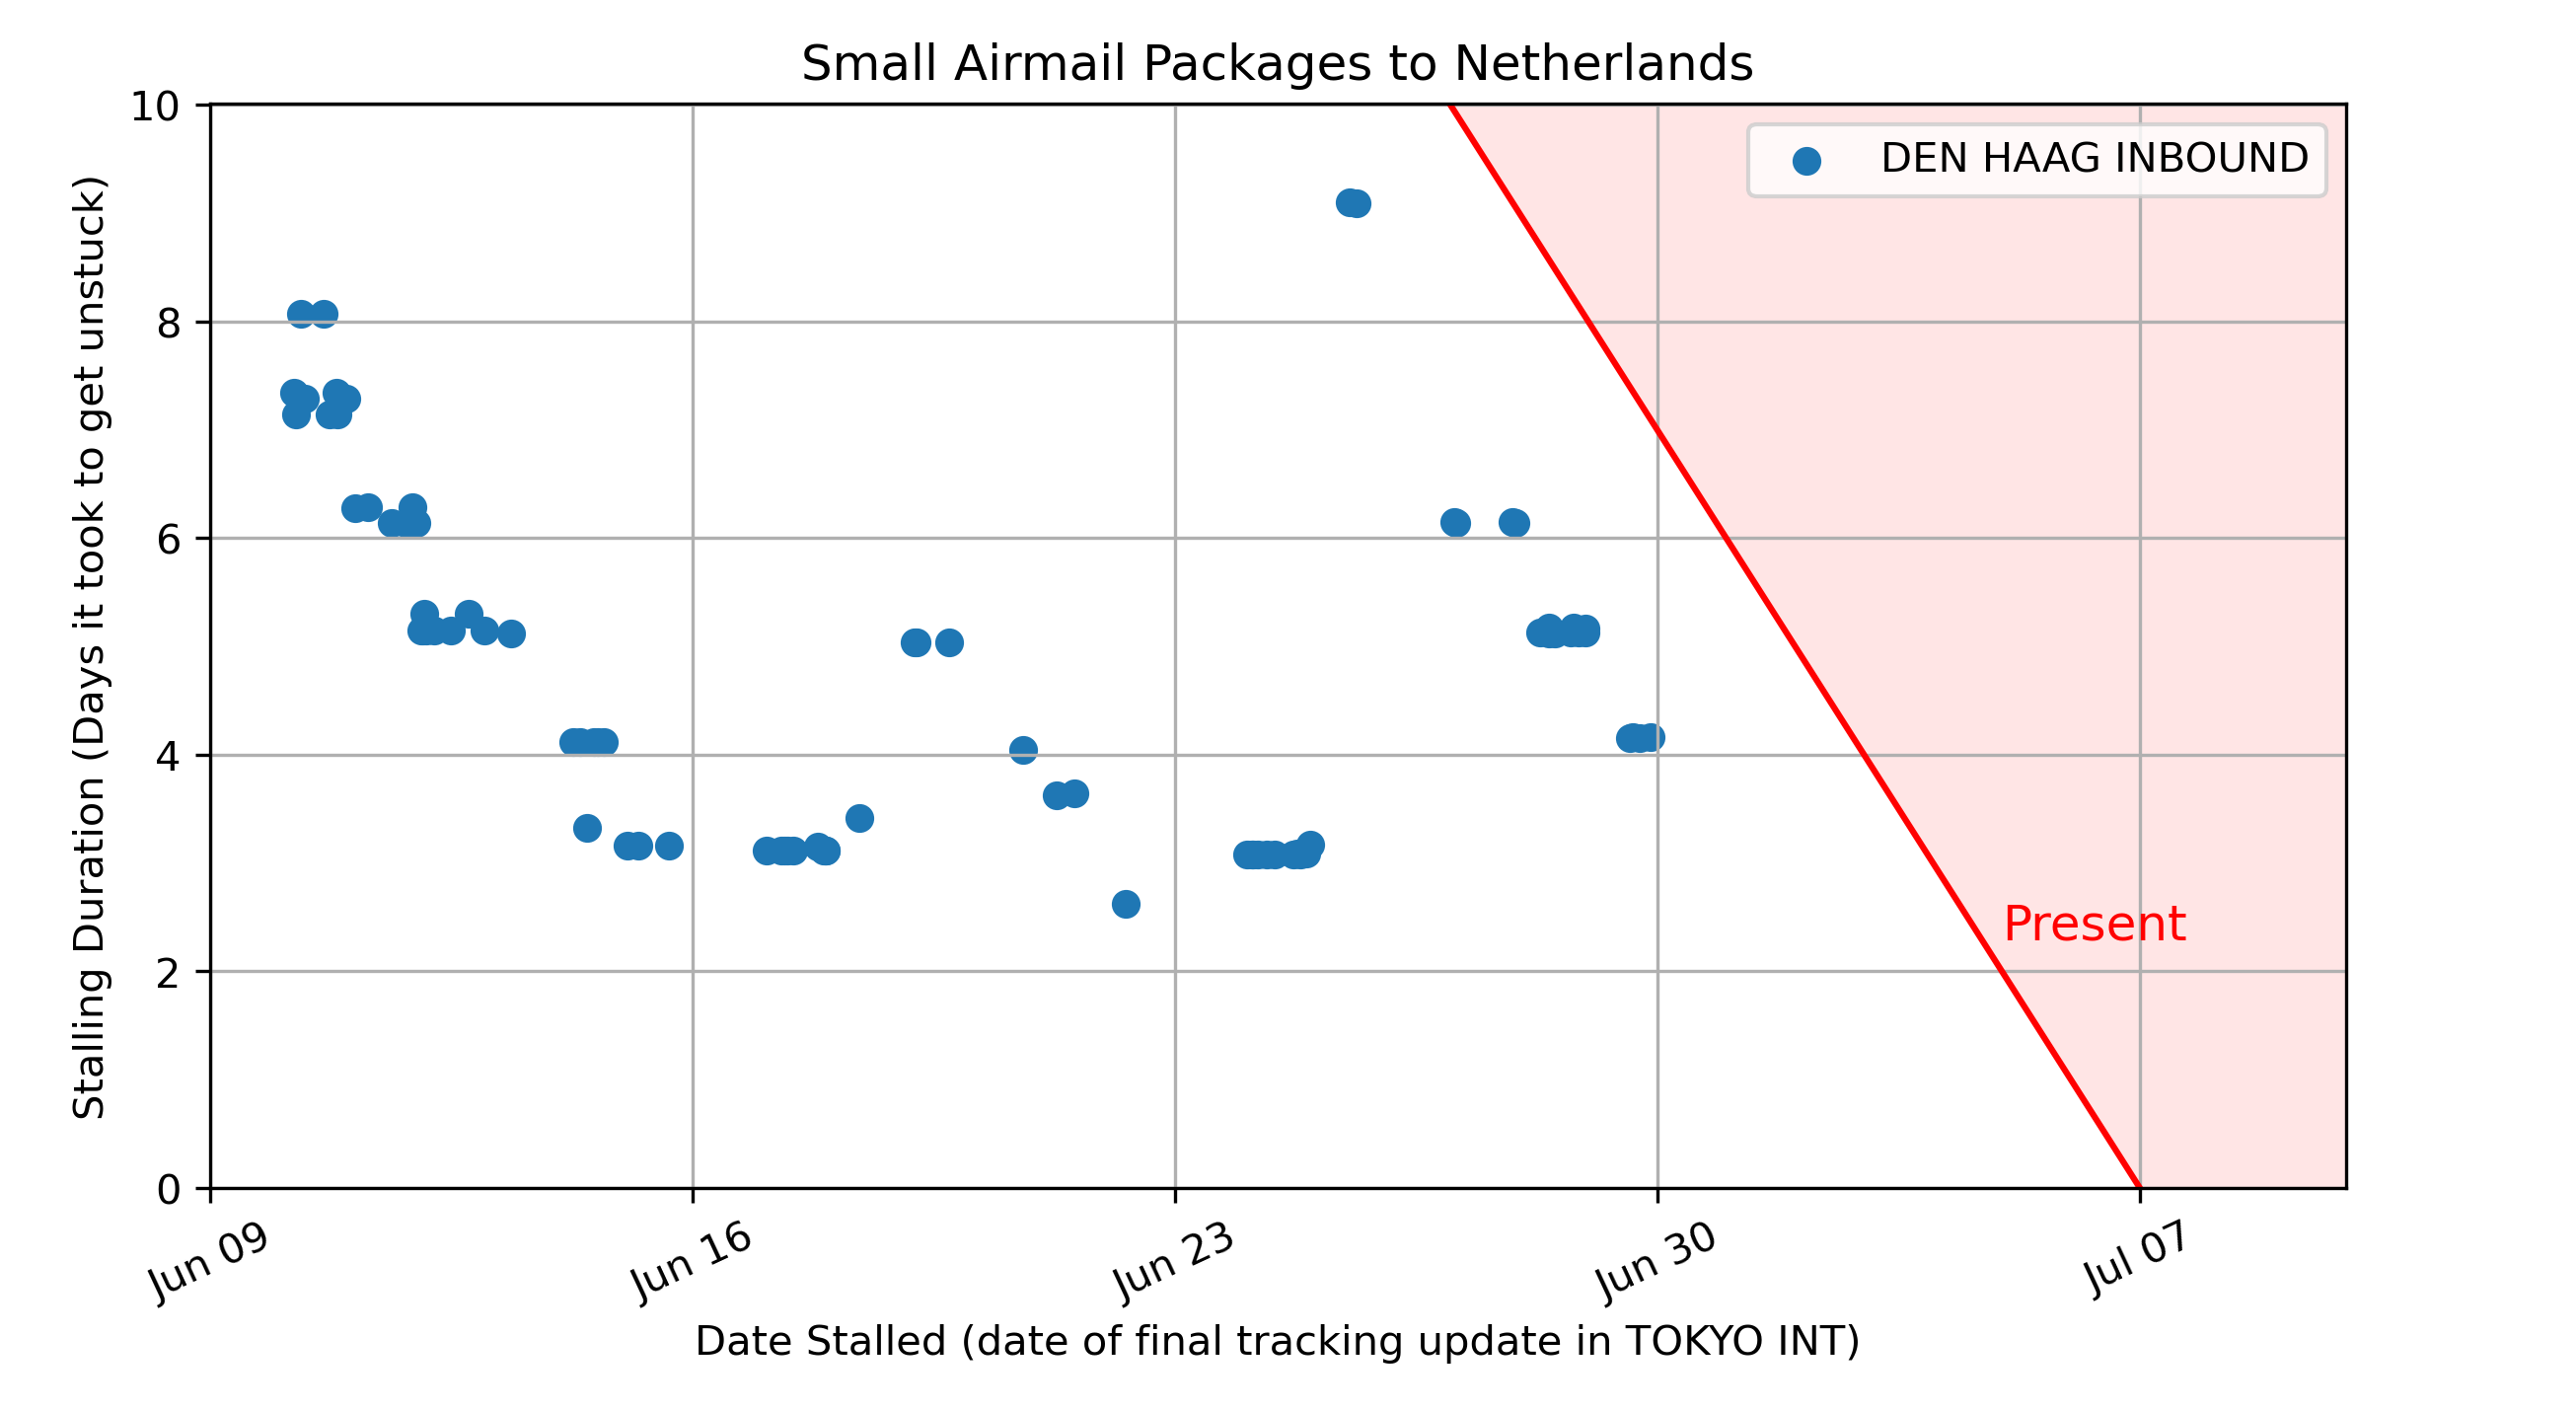 Small Airmail Packages to Netherlands
DEN HAAG INBOUND
Present
Stalling Duration (Days it took to get unstuck)
10
8
6
4
2
0
Jun 09
Jun 16
Jun 23
Jun 30
Jul 07
Date Stalled (date of final tracking update in TOKYO INT)